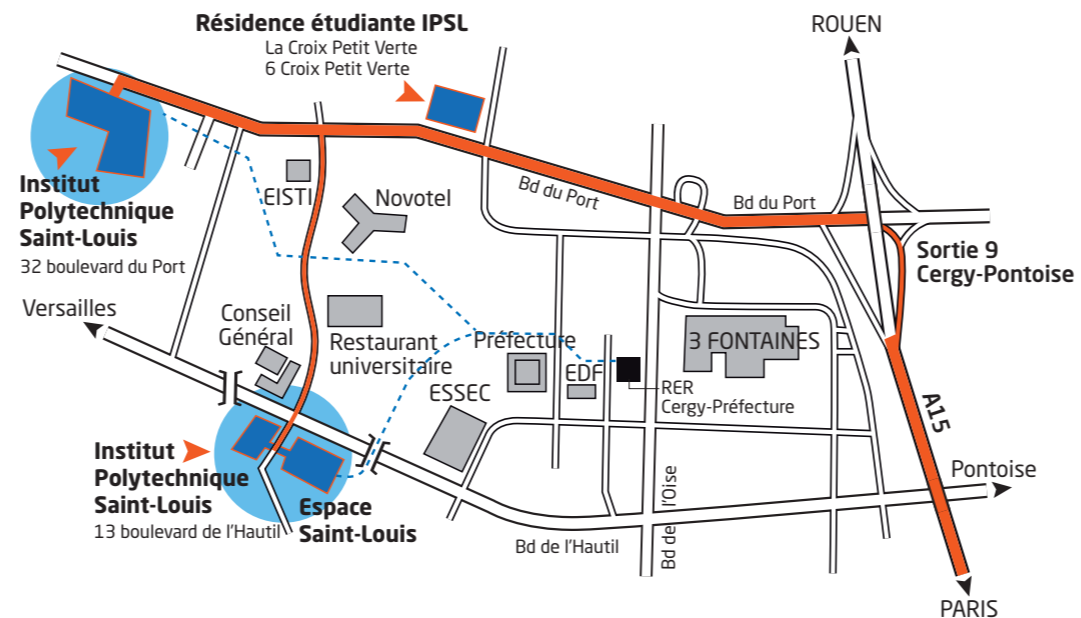 Résidence étudiante IPSL
La Croix Petit Verte
6 Croix Petit Verte
ROUEN
EISTI
Novotel
Bd du Port
Bd du Port
Institut
Polytechnique
Saint-Louis
32 boulevard du Port
Sortie 9
Cergy-Pontoise
Versailles
Conseil
Général
Restaurant
universitaire
Préfecture
3 FONTAINES
EDF
ESSEC
RER
Cergy-Préfecture
A15
Institut
Polytechnique
Saint-Louis
13 boulevard de l'Hautil
Espace
Saint-Louis
Pontoise
Bd de l'Hautil
Bd de l'Oise
PARIS